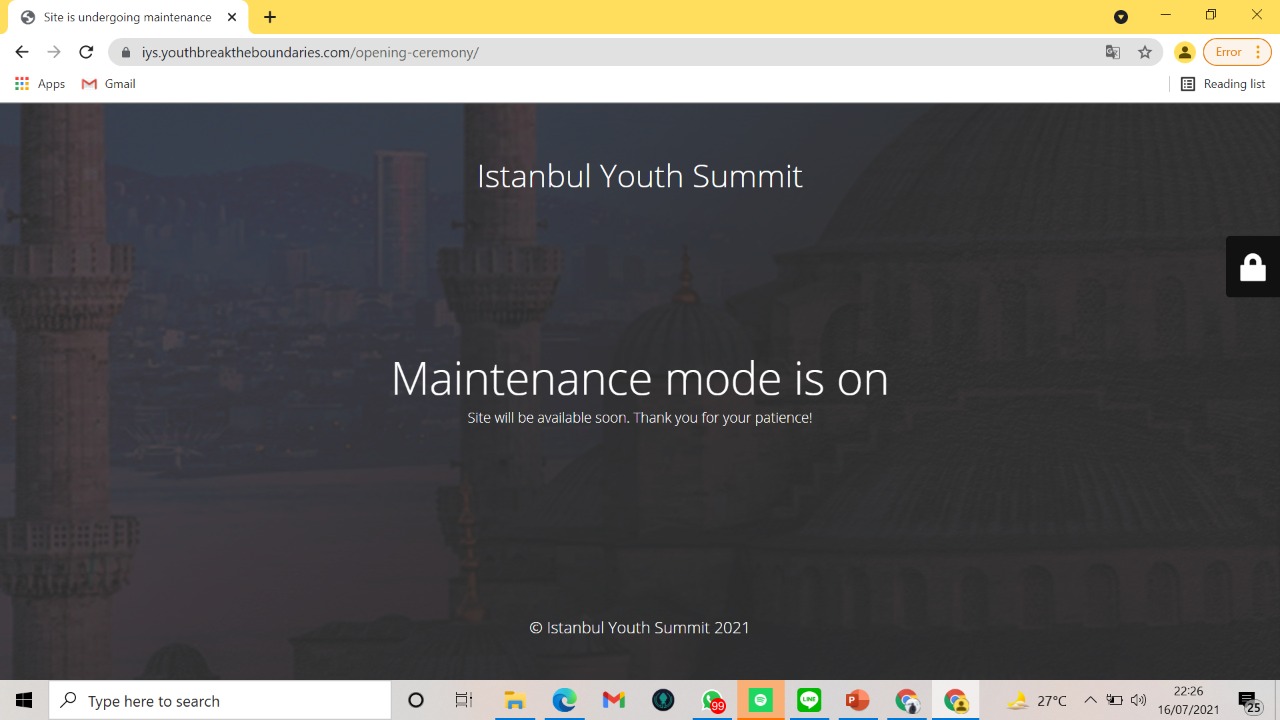 Site is undergoing maintenance
iys.youthbreaktheboundaries.com/opening-ceremony/
Error
Apps
Gmail
Reading list
Istanbul Youth Summit
Maintenance mode is on
Site will be available soon. Thank you for your patience!
© Istanbul Youth Summit 2021
Type here to search
99
LINE
27°C
22:26
16/07/2021
25